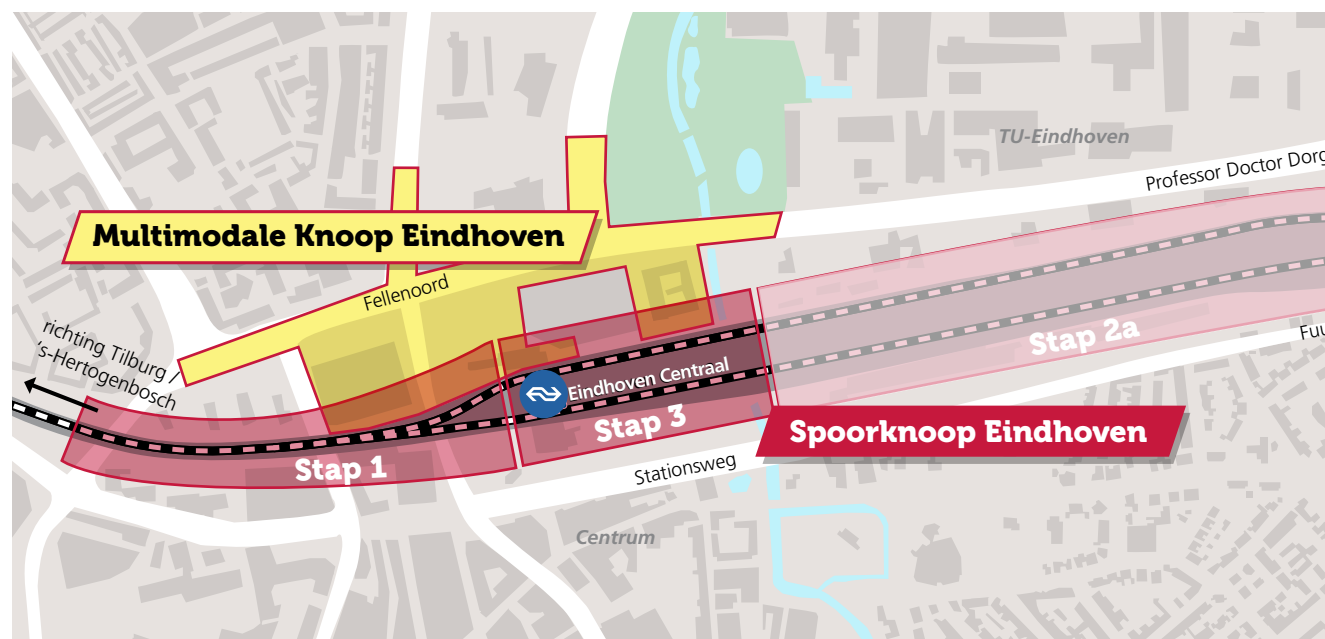 TU-Eindhoven
Professor Doctor Dorg
Multimodale Knoop Eindhoven
Fellenoord
richting Tilburg /
's-Hertogenbosch
Stap 2a
Eindhoven Centraal
Stap 3
Spoorknoop Eindhoven
Stap 1
Stationsweg
Centrum
Fuu